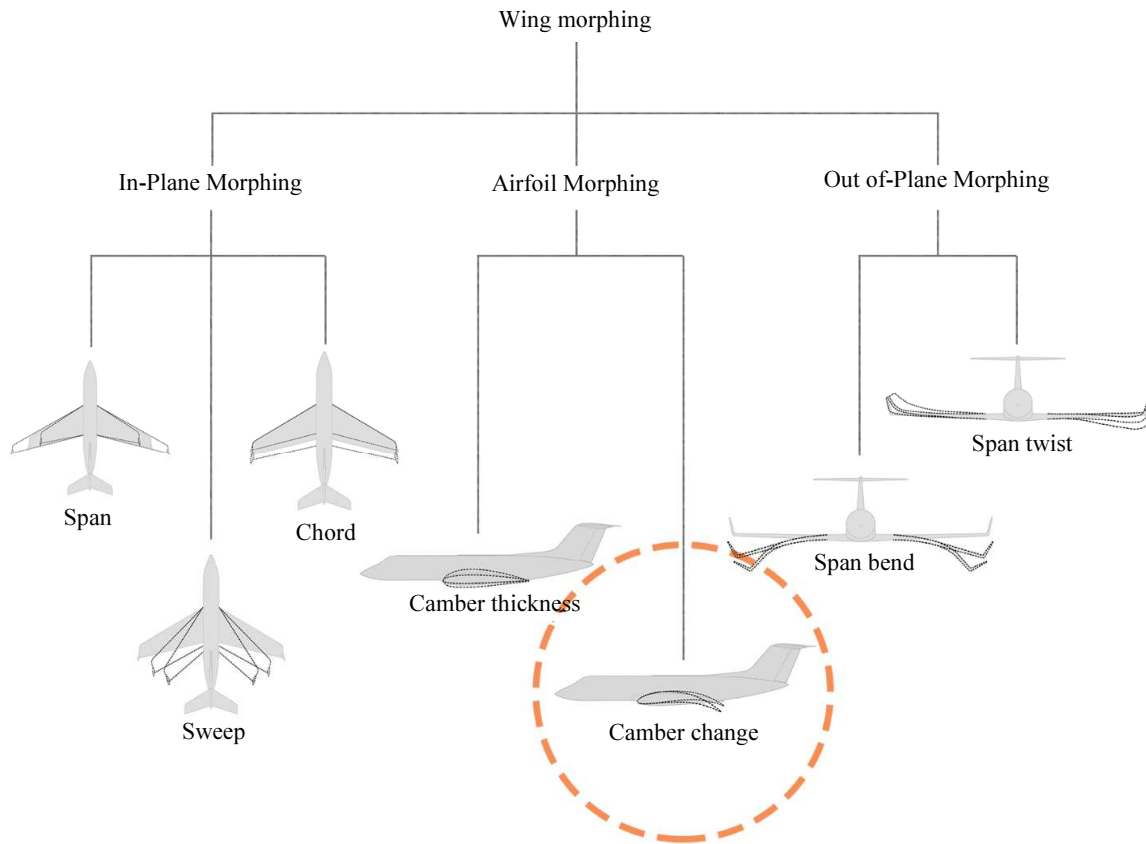 Wing morphing
In-Plane Morphing
Airfoil Morphing
Out of-Plane Morphing
Span
Chord
Sweep
Camber thickness
Camber change
Span bend
Span twist